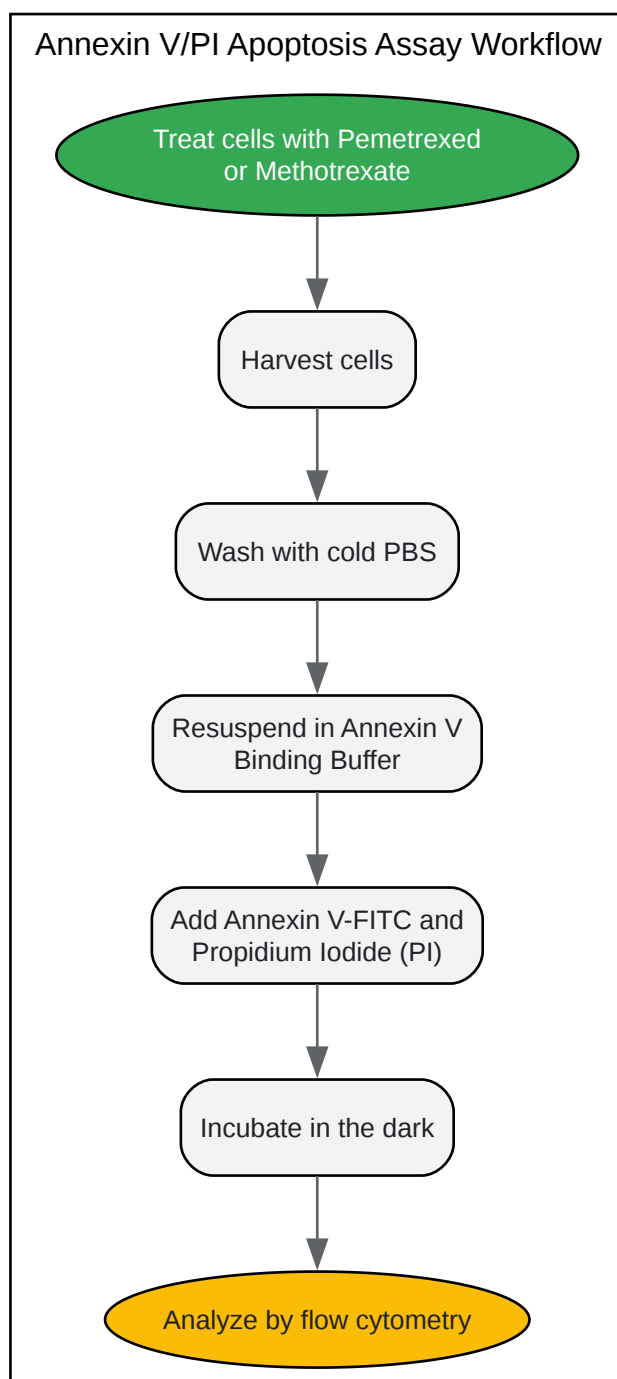 Annexin V/PI Apoptosis Assay Workflow
Treat cells with Pemetrexed
or Methotrexate
Harvest cells
Wash with cold PBS
Resuspend in Annexin V
Binding Buffer
Add Annexin V-FITC and
Propidium Iodide (PI)
Incubate in the dark
Analyze by flow cytometry